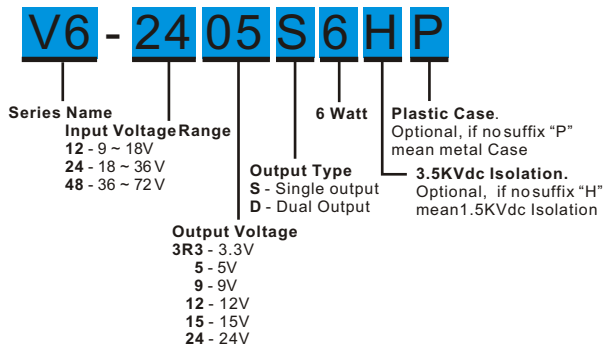 V6 - 24 05 S 6 H P
Series Name
Input Voltage Range
12 - 9 ~ 18V
24 - 18 ~ 36V
48 - 36 ~ 72V
Output Voltage
3R3 - 3.3V
5 - 5V
9 - 9V
12 - 12V
15 - 15V
24 - 24V
Output Type
S - Single output
D - Dual Output
6 Watt
Plastic Case.
Optional, if no suffix “P”
mean metal Case
3.5KVdc Isolation.
Optional, if no suffix “H”
mean1.5KVdc Isolation